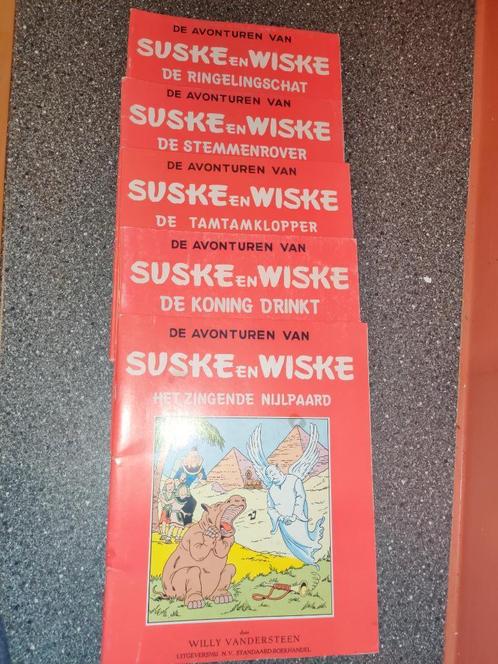 DE AVONTUREN VAN
SUSKE EN WISKE
DE RINGELINGSCHAT
DE AVONTUREN VAN
SUSKE EN WISKE
DE STEMMENROVER
DE AVONTUREN VAN
SUSKE EN WISKE
DE TAMTAMKLOPPER
DE AVONTUREN VAN
SUSKE EN WISKE
DE KONING DRINKT
DE AVONTUREN VAN
SUSKE EN WISKE
HET ZINGENDE NIJLPAARD
door
WILLY VANDERSTEEN
UITGEVERSMIJ N.V. STANDAARD-BOEKHANDEL